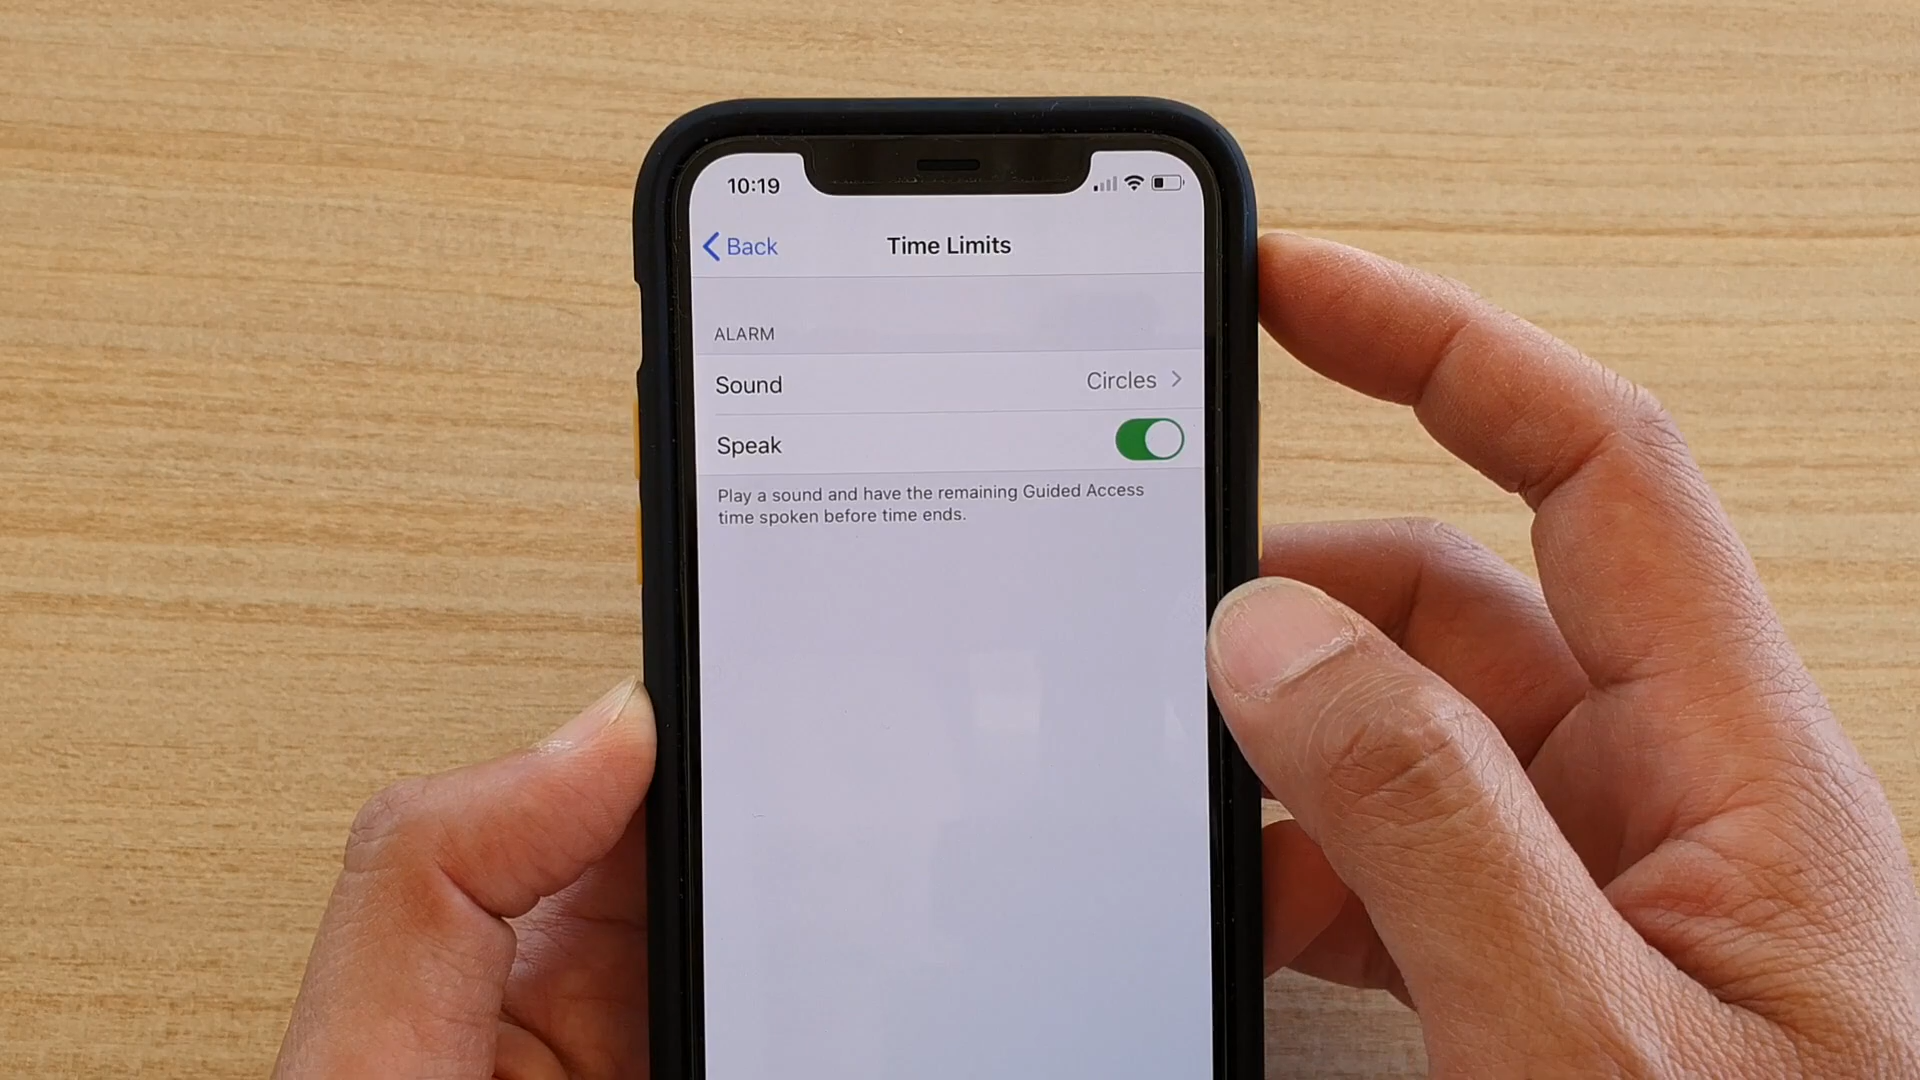 10:19
Back Time Limits
ALARM
Sound Circles
Speak
Play a sound and have the remaining Guided Access
time spoken before time ends.